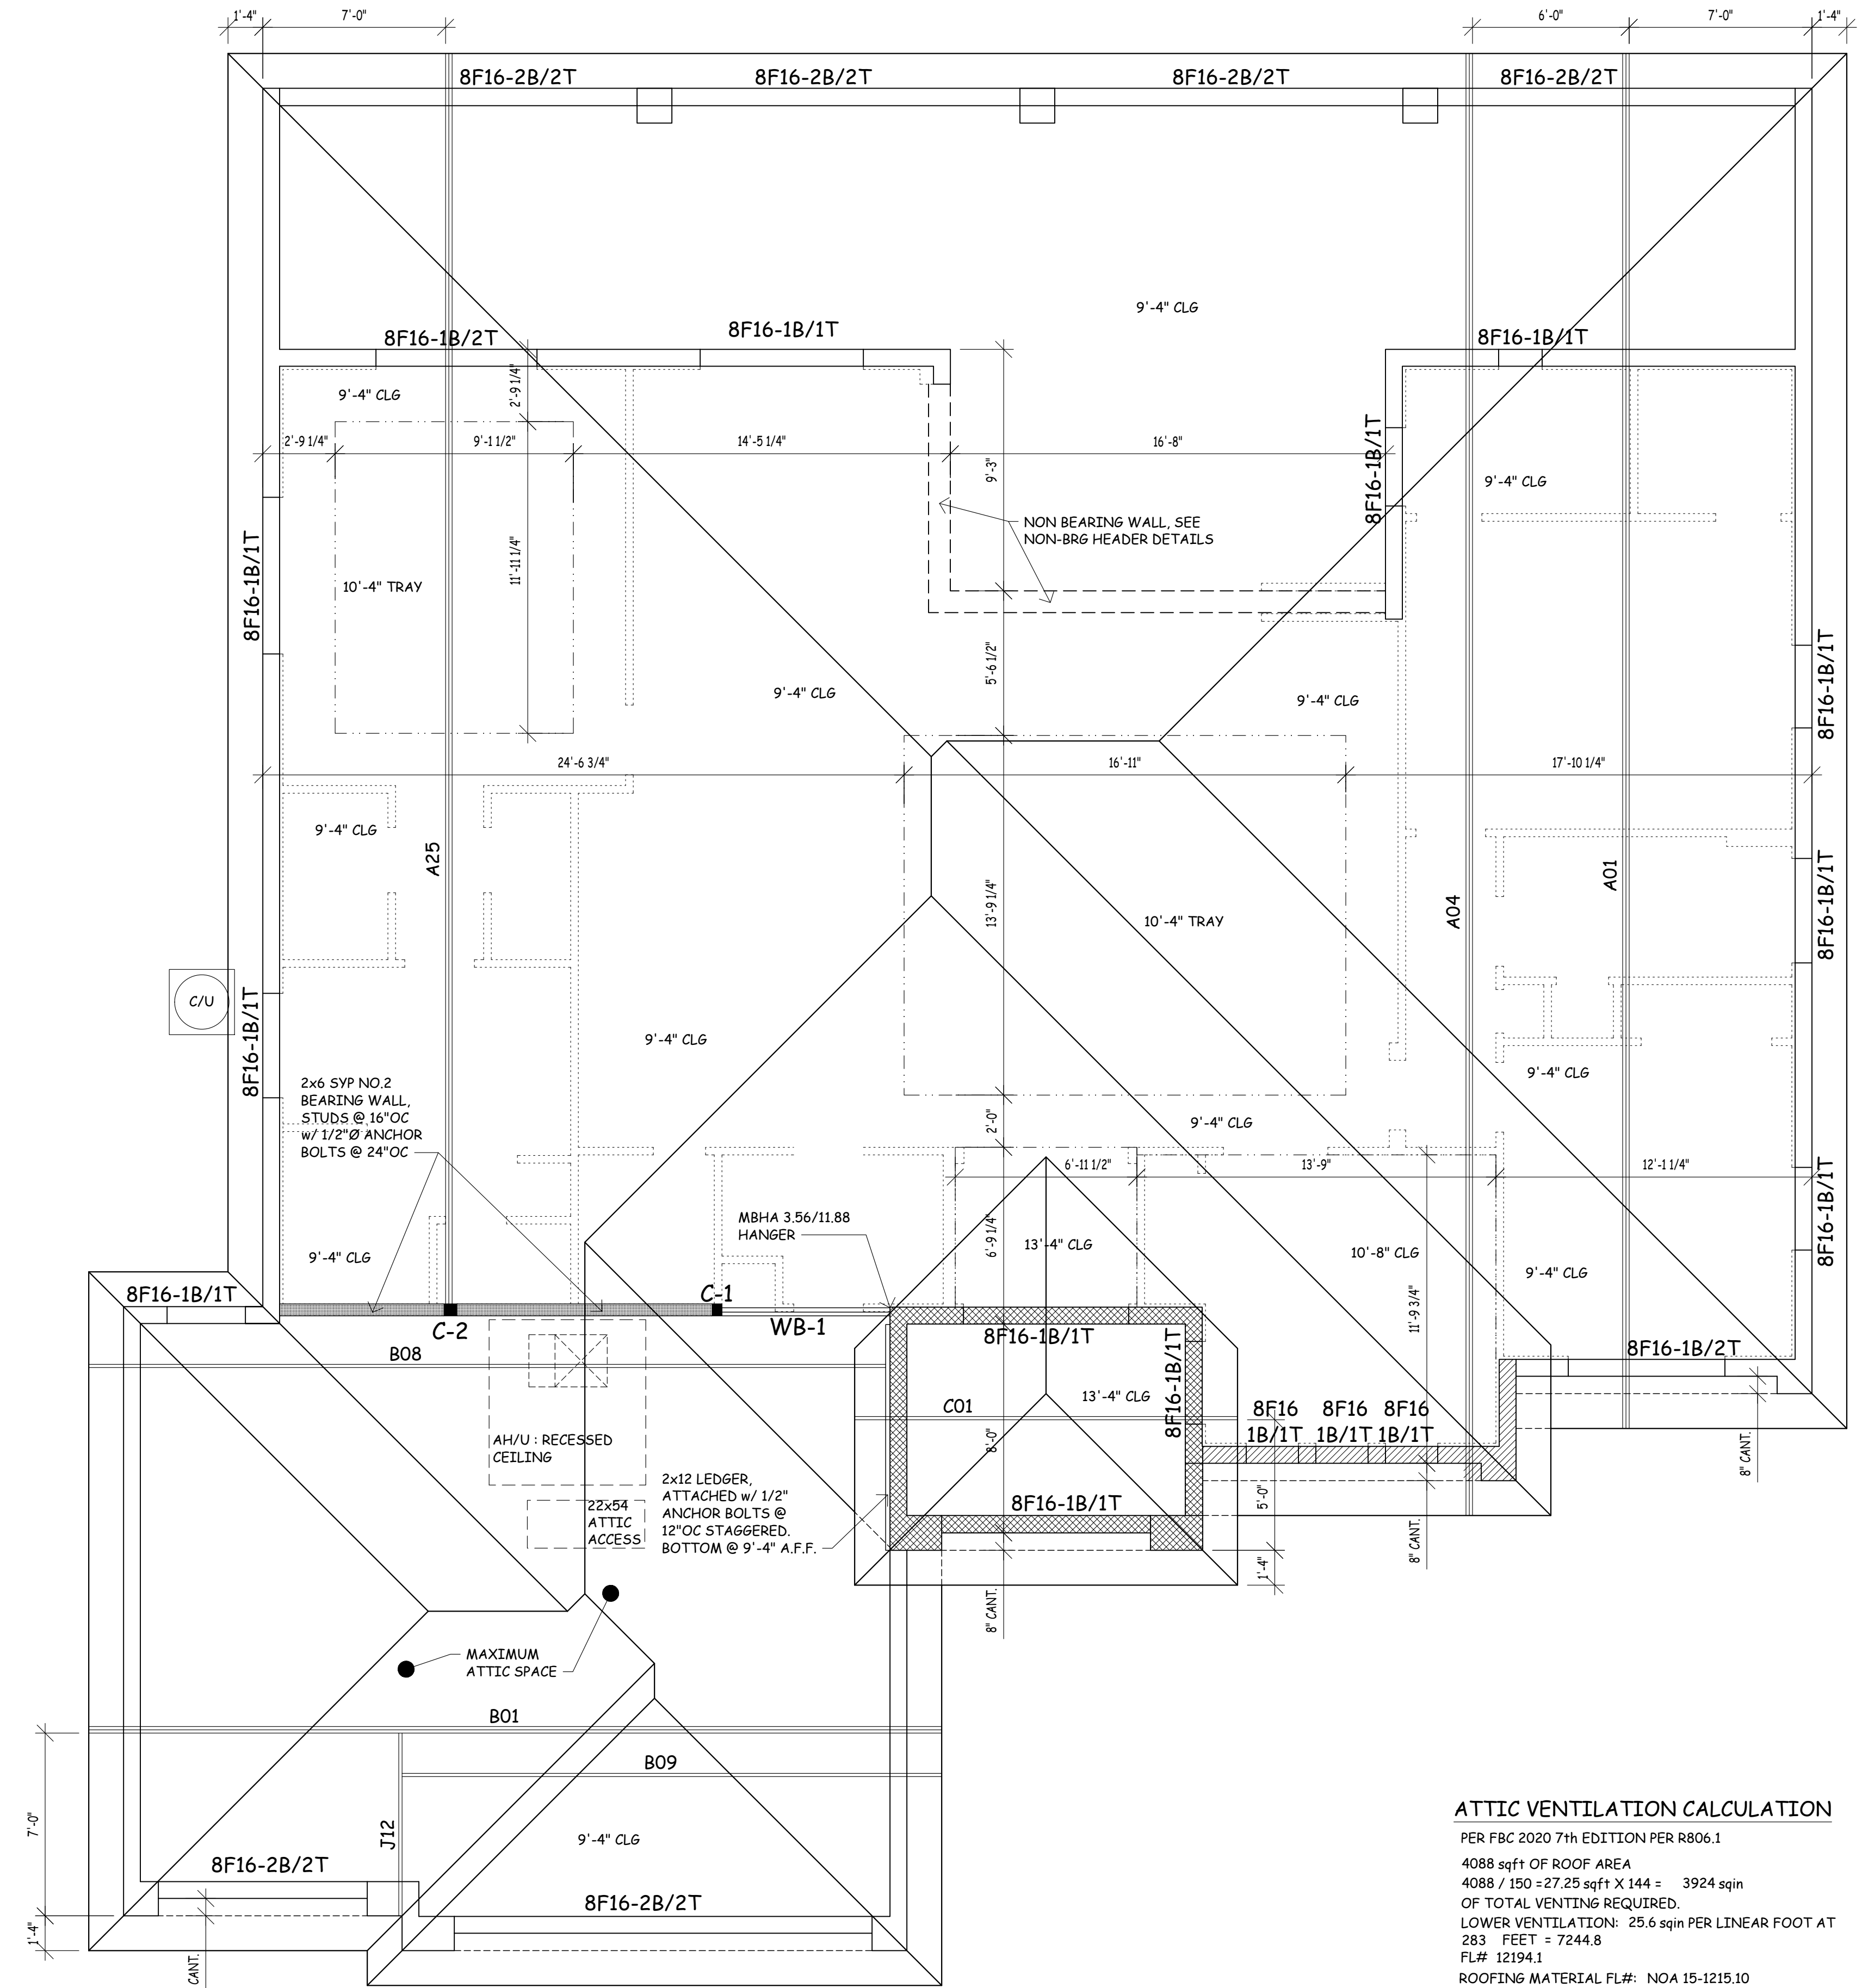 1'-4"
7'-0"
6'-0"
7'-0"
1'-4"
8F16-2B/2T
8F16-2B/2T
8F16-2B/2T
8F16-2B/2T
9'-4" CLG
8F16-1B/2T
8F16-1B/1T
8F16-1B/1T
2'-9 1/4"
9'-4" CLG
2'-9 1/4"
9'-1 1/2"
14'-5 1/4"
16'-8"
9'-3"
8F16-1B/1T
9'-4" CLG
NON BEARING WALL, SEE
NON-BRG HEADER DETAILS
11'-11 1/4"
8F16-1B/1T
10'-4" TRAY
5'-6 1/2"
9'-4" CLG
9'-4" CLG
8F16-1B/1T
24'-6 3/4"
16'-11"
17'-10 1/4"
9'-4" CLG
A25
A01
A04
13'-9 1/4"
10'-4" TRAY
8F16-1B/1T
C/U
8F16-1B/1T
9'-4" CLG
9'-4" CLG
2x6 SYP NO.2
BEARING WALL,
STUDS @ 16"OC
w/ 1/2"Ø ANCHOR
BOLTS @ 24"OC
2'-0"
9'-4" CLG
6'-11 1/2"
13'-9"
12'-1 1/4"
8F16-1B/1T
MBHA 3.56/11.88
HANGER
6'-9 1/4"
13'-4" CLG
10'-8" CLG
9'-4" CLG
9'-4" CLG
8F16-1B/1T
C-1
C-2
WB-1
8F16-1B/1T
11'-9 3/4"
8F16-1B/2T
B08
8F16-1B/1T
13'-4" CLG
C01
8F16
1B/1T
8F16
1B/1T
8F16
1B/1T
8'-0"
AH/U : RECESSED
CEILING
8" CANT.
2x12 LEDGER,
ATTACHED w/ 1/2"
ANCHOR BOLTS @
12"OC STAGGERED.
BOTTOM @ 9'-4" A.F.F.
22x54
ATTIC
ACCESS
8F16-1B/1T
5'-0"
8" CANT.
1'-4"
8" CANT.
MAXIMUM
ATTIC SPACE
B01
B09
7'-0"
J12
9'-4" CLG
8F16-2B/2T
8F16-2B/2T
1'-4"
CANT.
ATTIC VENTILATION CALCULATION
PER FBC 2020 7th EDITION PER R806.1
4088 sqft OF ROOF AREA
4088 / 150 =27.25 sqft X 144 = 3924 sqin
OF TOTAL VENTING REQUIRED.
LOWER VENTILATION: 25.6 sqin PER LINEAR FOOT AT
283 FEET = 7244.8
FL# 12194.1
ROOFING MATERIAL FL#: NOA 15-1215.10